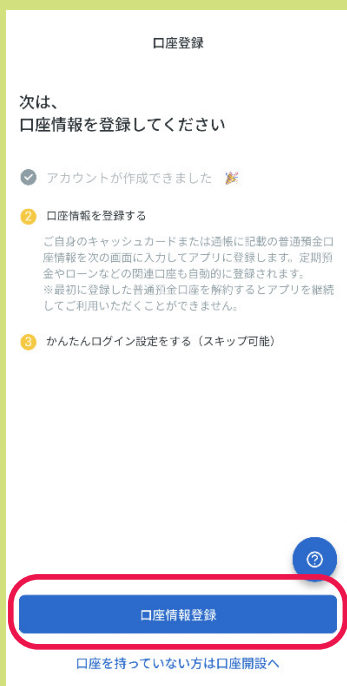 口座登録
次は、
口座情報を登録してください
アカウントが作成できました 🎉
2 口座情報を登録する
ご自身のキャッシュカードまたは通帳に記載の普通預金口
座情報を次の画面に入力してアプリに登録します。定期預
金やローンなどの関連口座も自動的に登録されます。
※最初に登録した普通預金口座を解約するとアプリを継続
してご利用いただくことができません。
3 かんたんログイン設定をする（スキップ可能）
?
口座情報登録
口座を持っていない方は口座開設へ